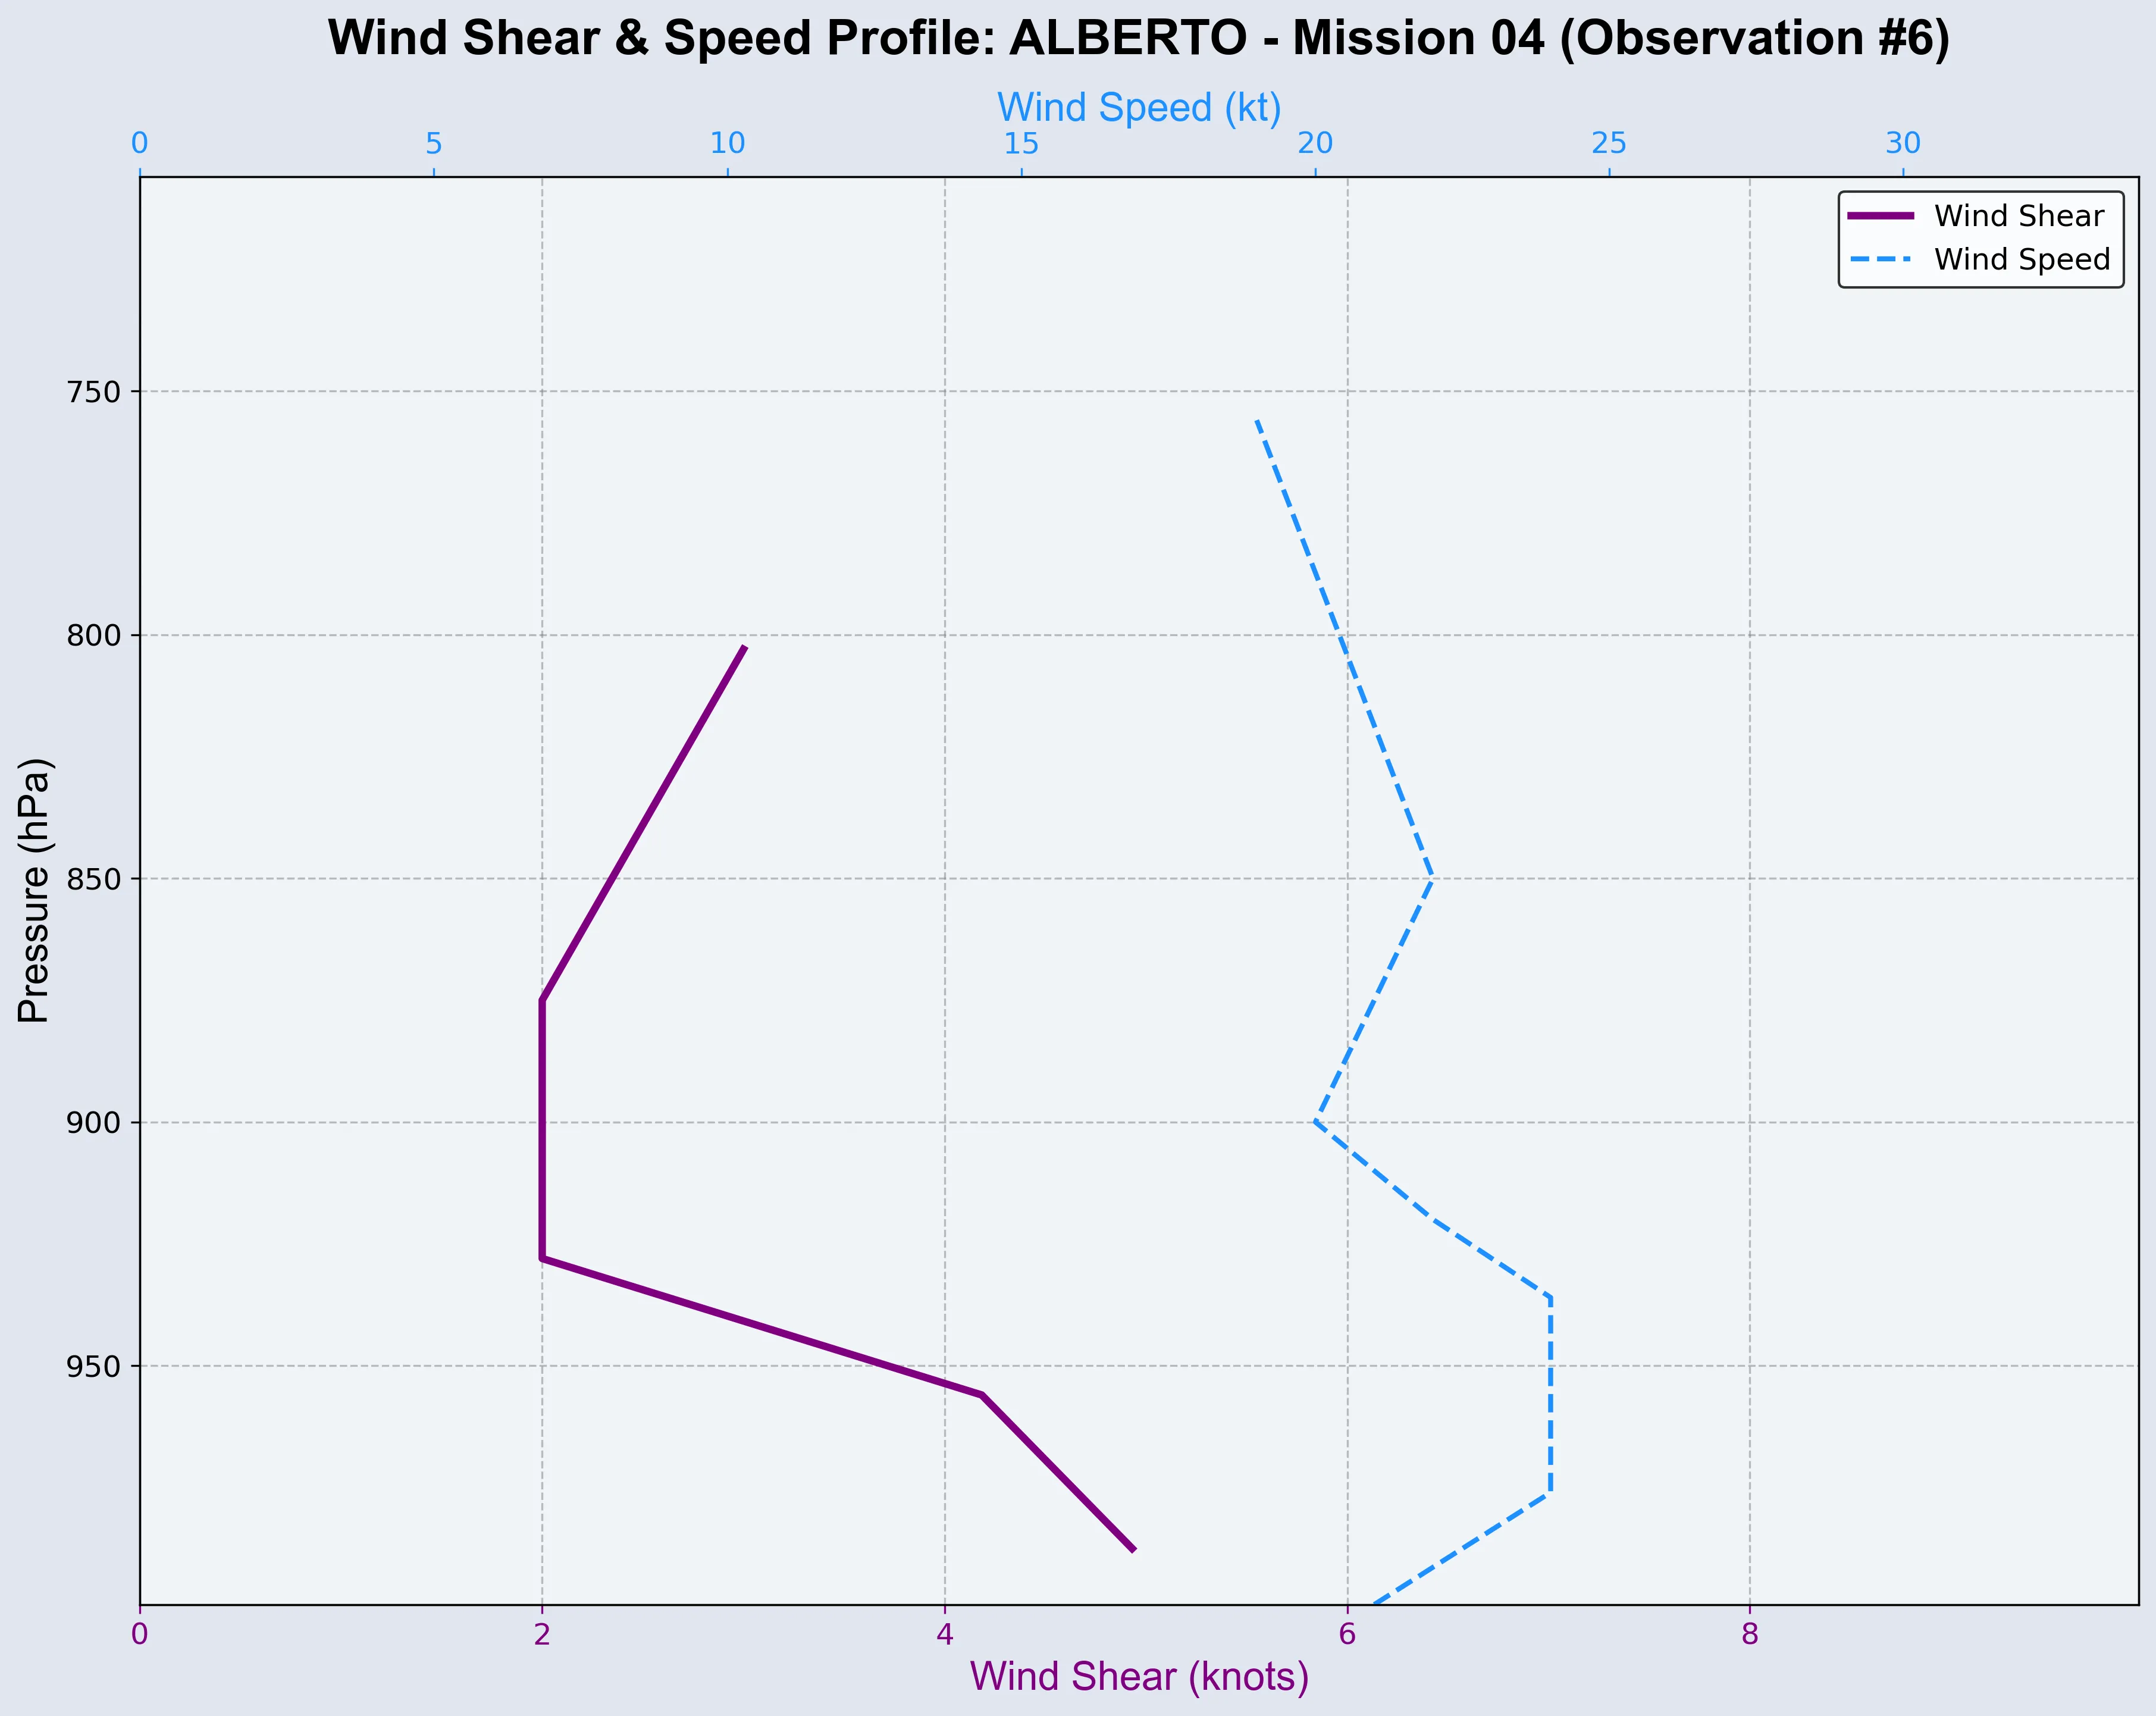 Wind Shear & Speed Profile: ALBERTO - Mission 04 (Observation #6)
Wind Speed (kt)
0 5 10 15 20 25 30
Wind Shear
Wind Speed
750
800
850
900
950
Pressure (hPa)
0 2 4 6 8
Wind Shear (knots)